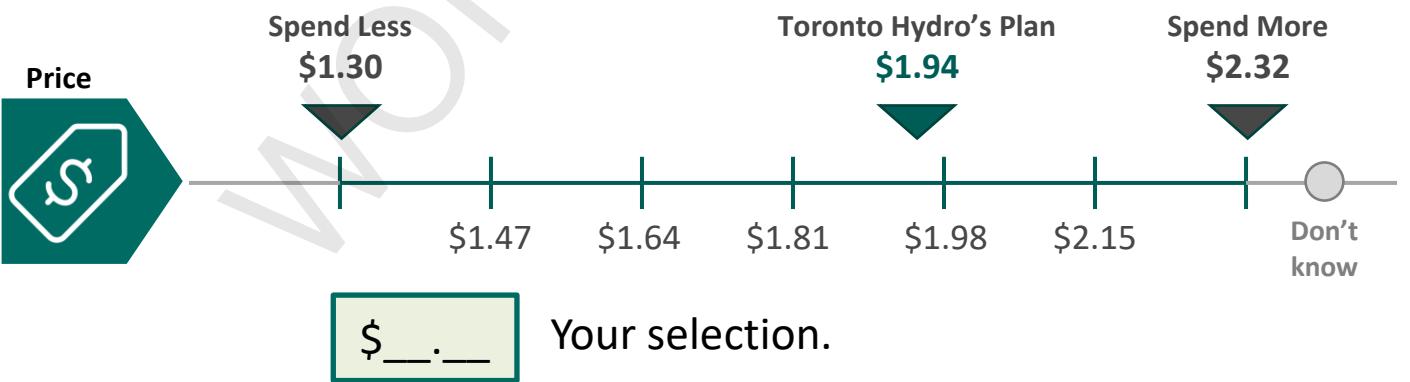 Spend Less
$1.30
Toronto Hydro's Plan
$1.94
Spend More
$2.32
Price
$1.47 $1.64 $1.81 $1.98 $2.15
Don't
know
$__.__ Your selection.